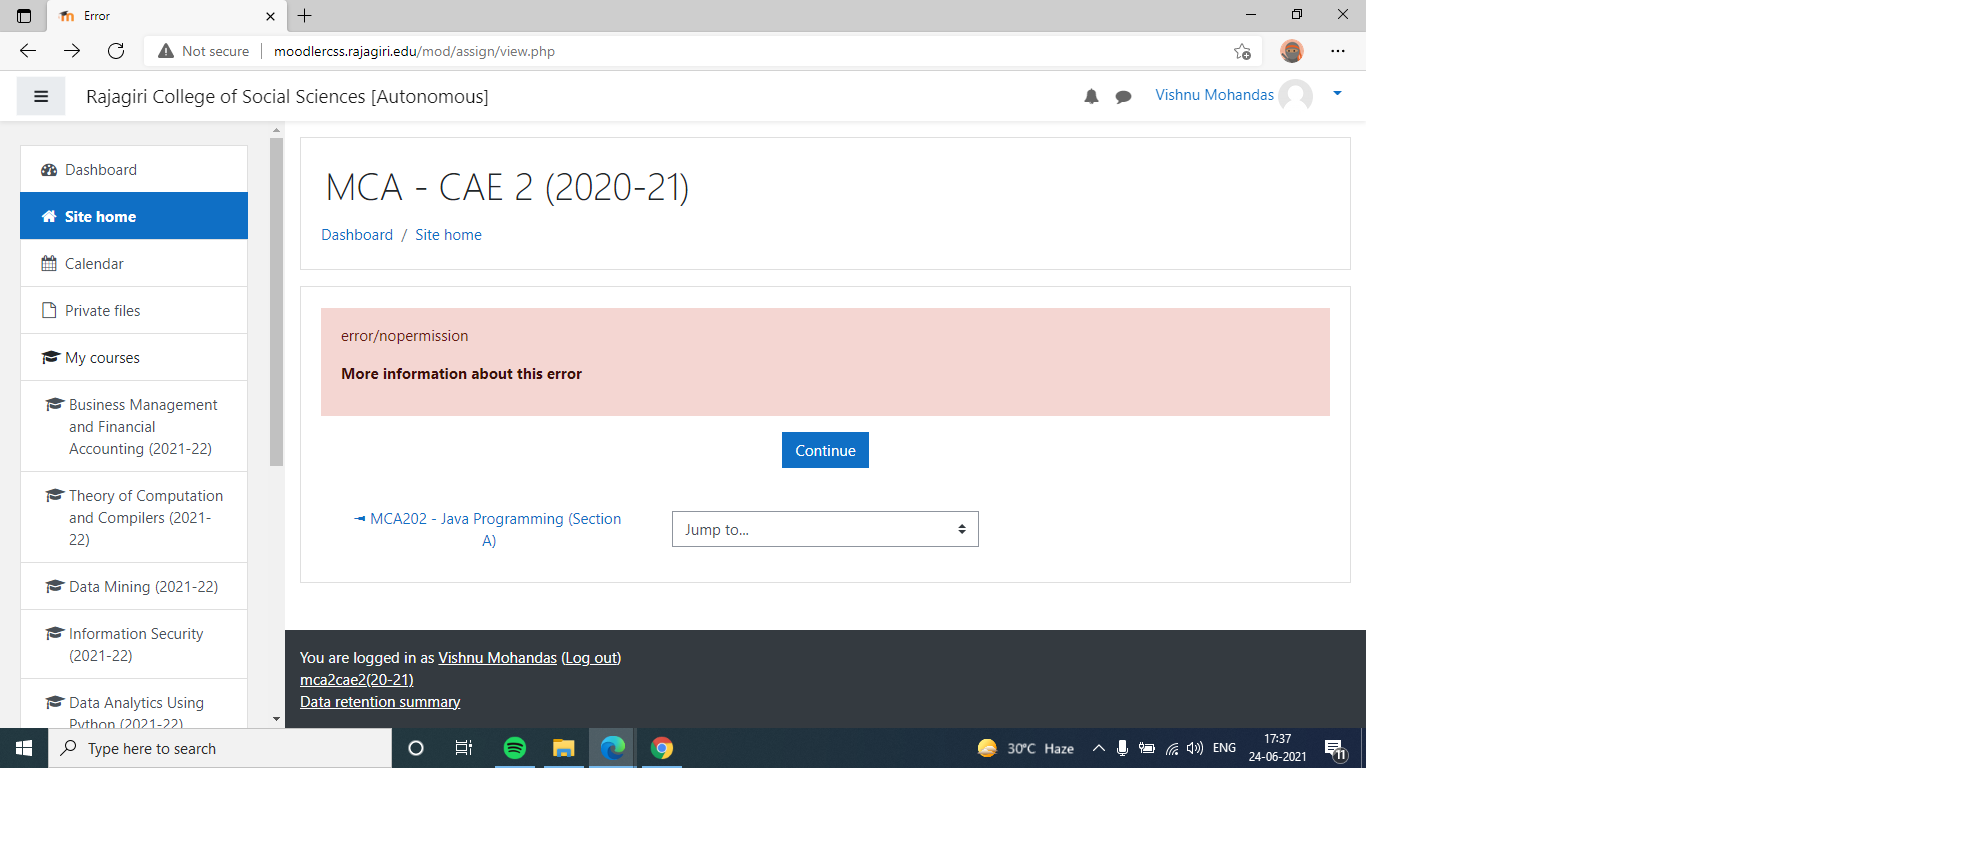 Error
Not secure
moodlercss.rajagiri.edu/mod/assign/view.php
Rajagiri College of Social Sciences [Autonomous]
Vishnu Mohandas
Dashboard
Site home
Calendar
Private files
My courses
Business Management
and Financial
Accounting (2021-22)
Theory of Computation
and Compilers (2021-
22)
Data Mining (2021-22)
Information Security
(2021-22)
Data Analytics Using
Python (2021-22)
MCA - CAE 2 (2020-21)
Dashboard / Site home
error/nopermission
More information about this error
Continue
◄ MCA202 - Java Programming (Section
A)
Jump to...
You are logged in as Vishnu Mohandas (Log out)
mca2cae2(20-21)
Data retention summary
Type here to search
30°C Haze
ENG
17:37
24-06-2021
11